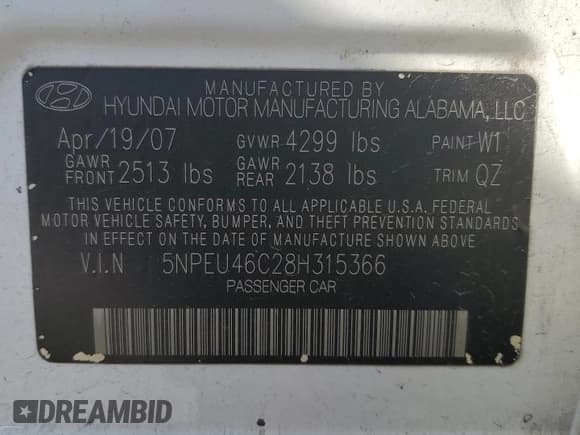 MANUFACTURED BY
HYUNDAI MOTOR MANUFACTURING ALABAMA, LLC
Apr/19/07 GVWR 4299 lbs PAINT W1
GAWR FRONT 2513 lbs GAWR REAR 2138 lbs TRIM QZ
THIS VEHICLE CONFORMS TO ALL APPLICABLE U.S.A. FEDERAL
MOTOR VEHICLE SAFETY, BUMPER, AND THEFT PREVENTION STANDARDS
IN EFFECT ON THE DATE OF MANUFACTURE SHOWN ABOVE
V.I.N 5NPEU46C28H315366
PASSENGER CAR
DREAMBID